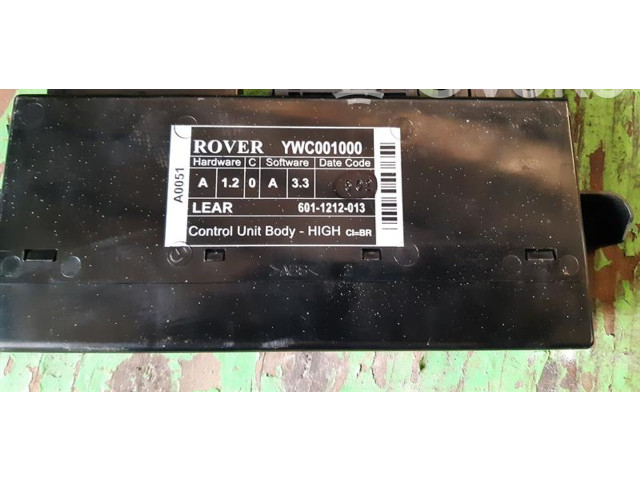 ROVER YWC001000
Hardware C Software Date Code
A 1.2 0 A 3.3
LEAR 601-1212-013
Control Unit Body - HIGH CI=BR
A0051